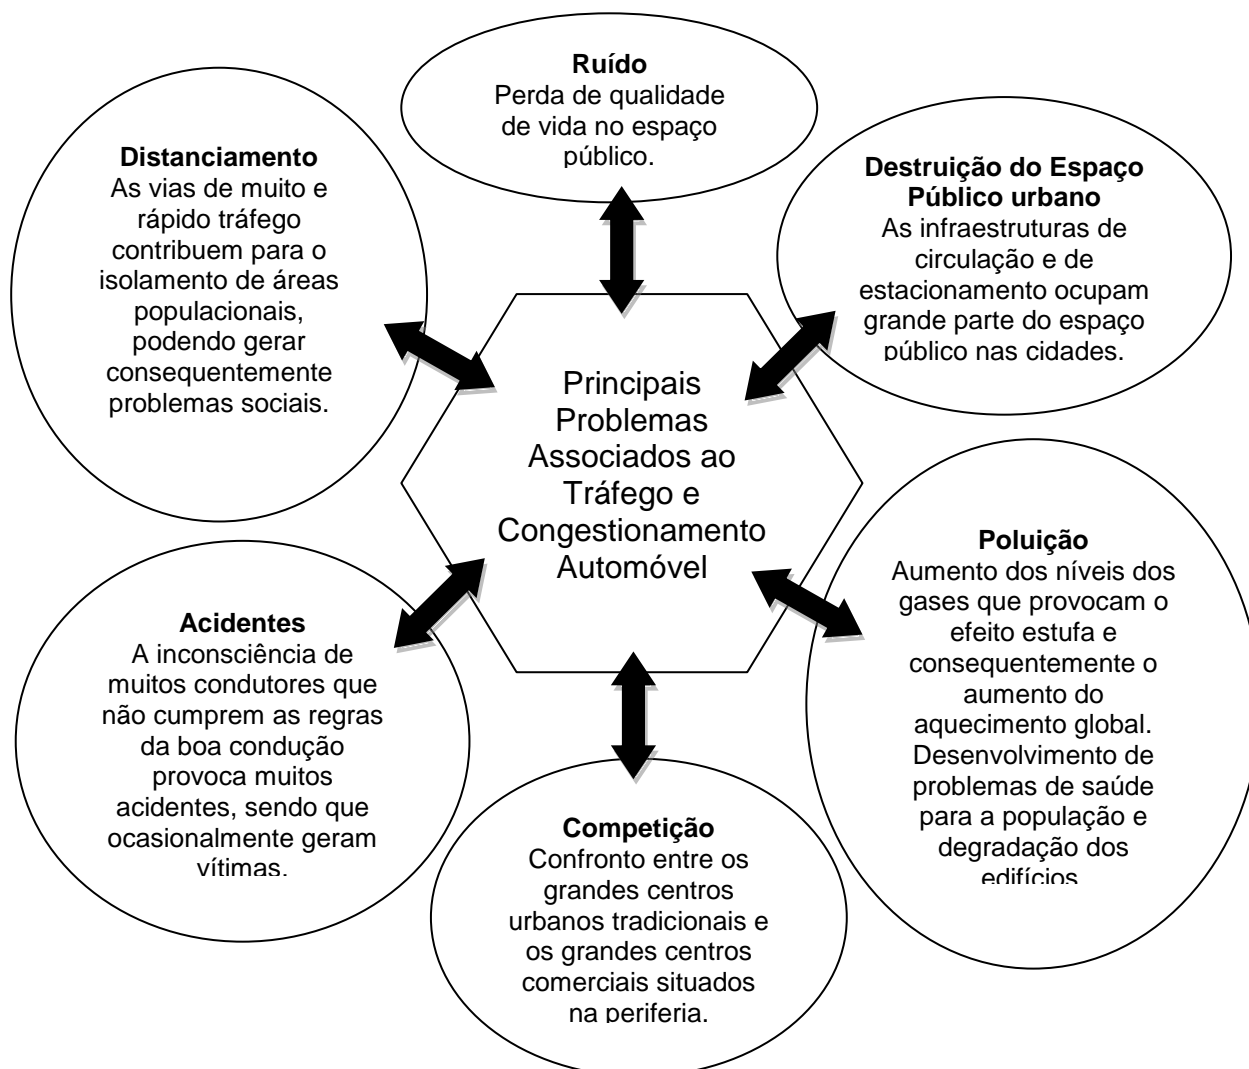 Ruído
Perda de qualidade
de vida no espaço
público.
Distanciamento
As vias de muito e
rápido tráfego
contribuem para o
isolamento de áreas
populacionais,
podendo gerar
consequentemente
problemas sociais.
Destruição do Espaço
Público urbano
As infraestruturas de
circulação e de
estacionamento ocupam
grande parte do espaço
público nas cidades.
Principais
Problemas
Associados ao
Tráfego e
Congestionamento
Automóvel
Poluição
Aumento dos níveis dos
gases que provocam o
efeito estufa e
consequentemente o
aumento do
aquecimento global.
Desenvolvimento de
problemas de saúde
para a população e
degradação dos
edifícios
Acidentes
A inconsciência de
muitos condutores que
não cumprem as regras
da boa condução
provoca muitos
acidentes, sendo que
ocasionalmente geram
vítimas.
Competição
Confronto entre os
grandes centros
urbanos tradicionais e
os grandes centros
comerciais situados
na periferia.